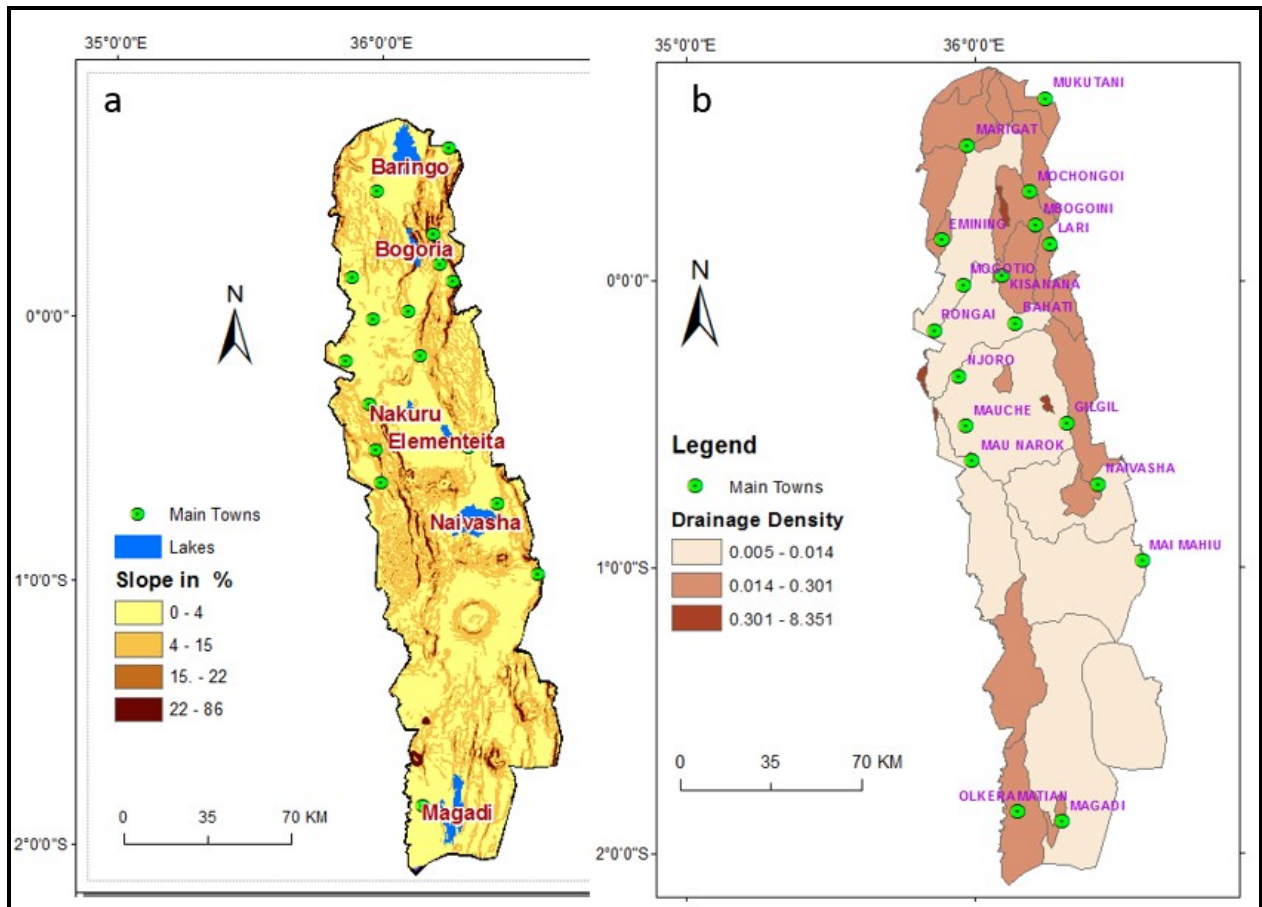 35°0'0"E
36°0'0"E
a
Baringo
Bogoria
N
0°0'0"
Nakuru
Elementeita
Main Towns
Lakes
Naivasha
Slope in %
1°0'0"S
0 - 4
4 - 15
15. - 22
22 - 86
0
35
70 KM
Magadi
2°0'0"S
35°0'0"E
36°0'0"E
b
MUKUTANI
MARIGAT
MOCHONGOI
MBOGOINI
EMINING
LARI
N
MOGOTIO
0°0'0"
KISANANA
RONGAI
BAHATI
NJORO
MAUCHE
GILGIL
Legend
MAU NAROK
Main Towns
NAIVASHA
Drainage Density
0.005 - 0.014
MAI MAHIU
1°0'0"S
0.014 - 0.301
0.301 - 8.351
0
35
70 KM
OLKERAMATIAN
MAGADI
2°0'0"S